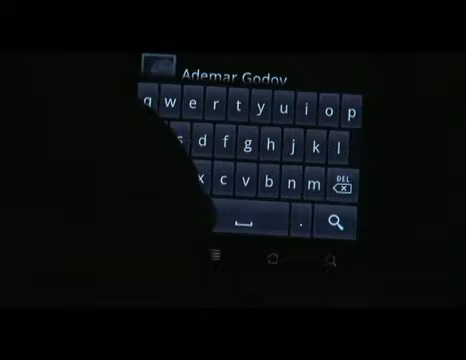 Ademar Godoy
q w e r t y u i o p
s d f g h j k l
x c v b n m DEL
.